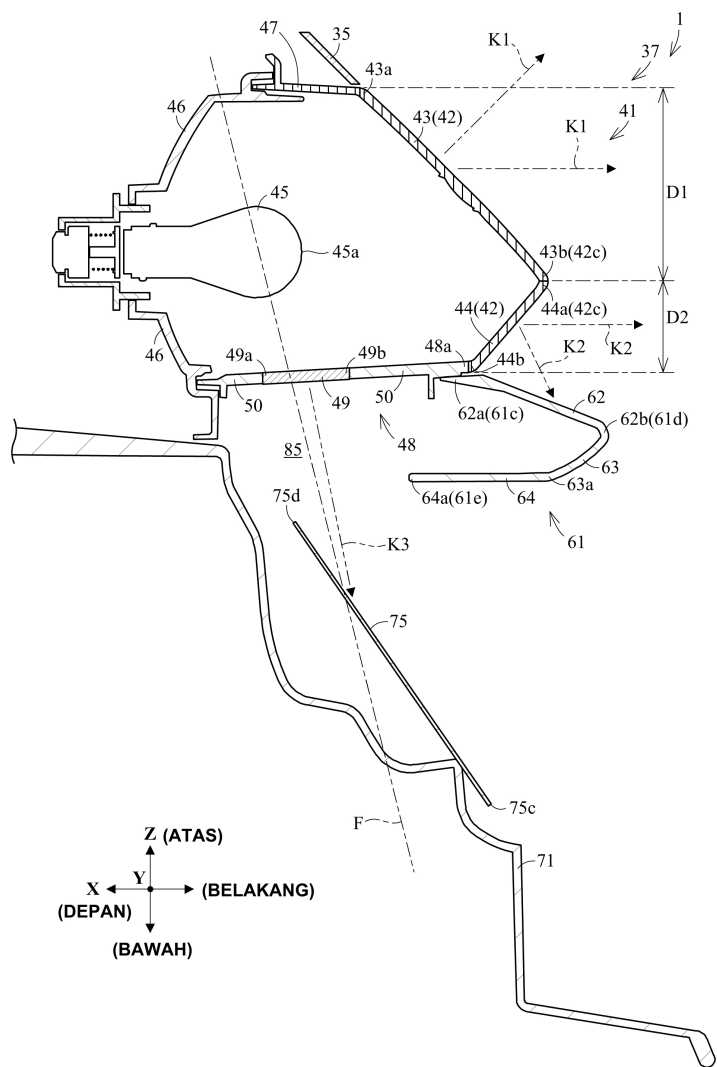 1
35
47
K1
37
43a
46
43(42)
41
K1
45
D1
45a
43b(42c)
44a(42c)
44(42)
D2
46
49a
49b
48a
K2
44b
K2
50
49
50
62
62a(61c)
48
62b(61d)
85
63
64a(61e)
64
63a
75d
61
K3
75
75c
F
Z (ATAS)
71
X
Y
(BELAKANG)
(DEPAN)
(BAWAH)